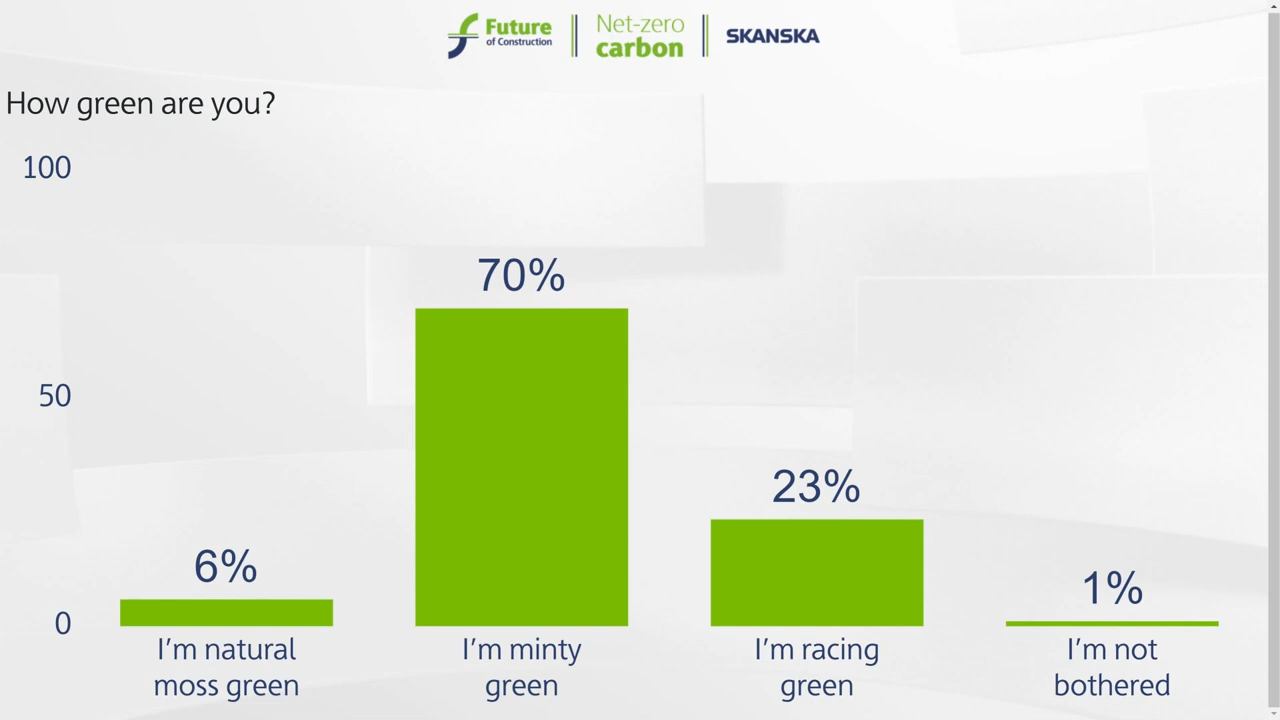 Future
of Construction
Net-zero
carbon
SKANSKA
How green are you?
100
50
0
6%
70%
23%
1%
I’m natural
moss green
I’m minty
green
I’m racing
green
I’m not
bothered